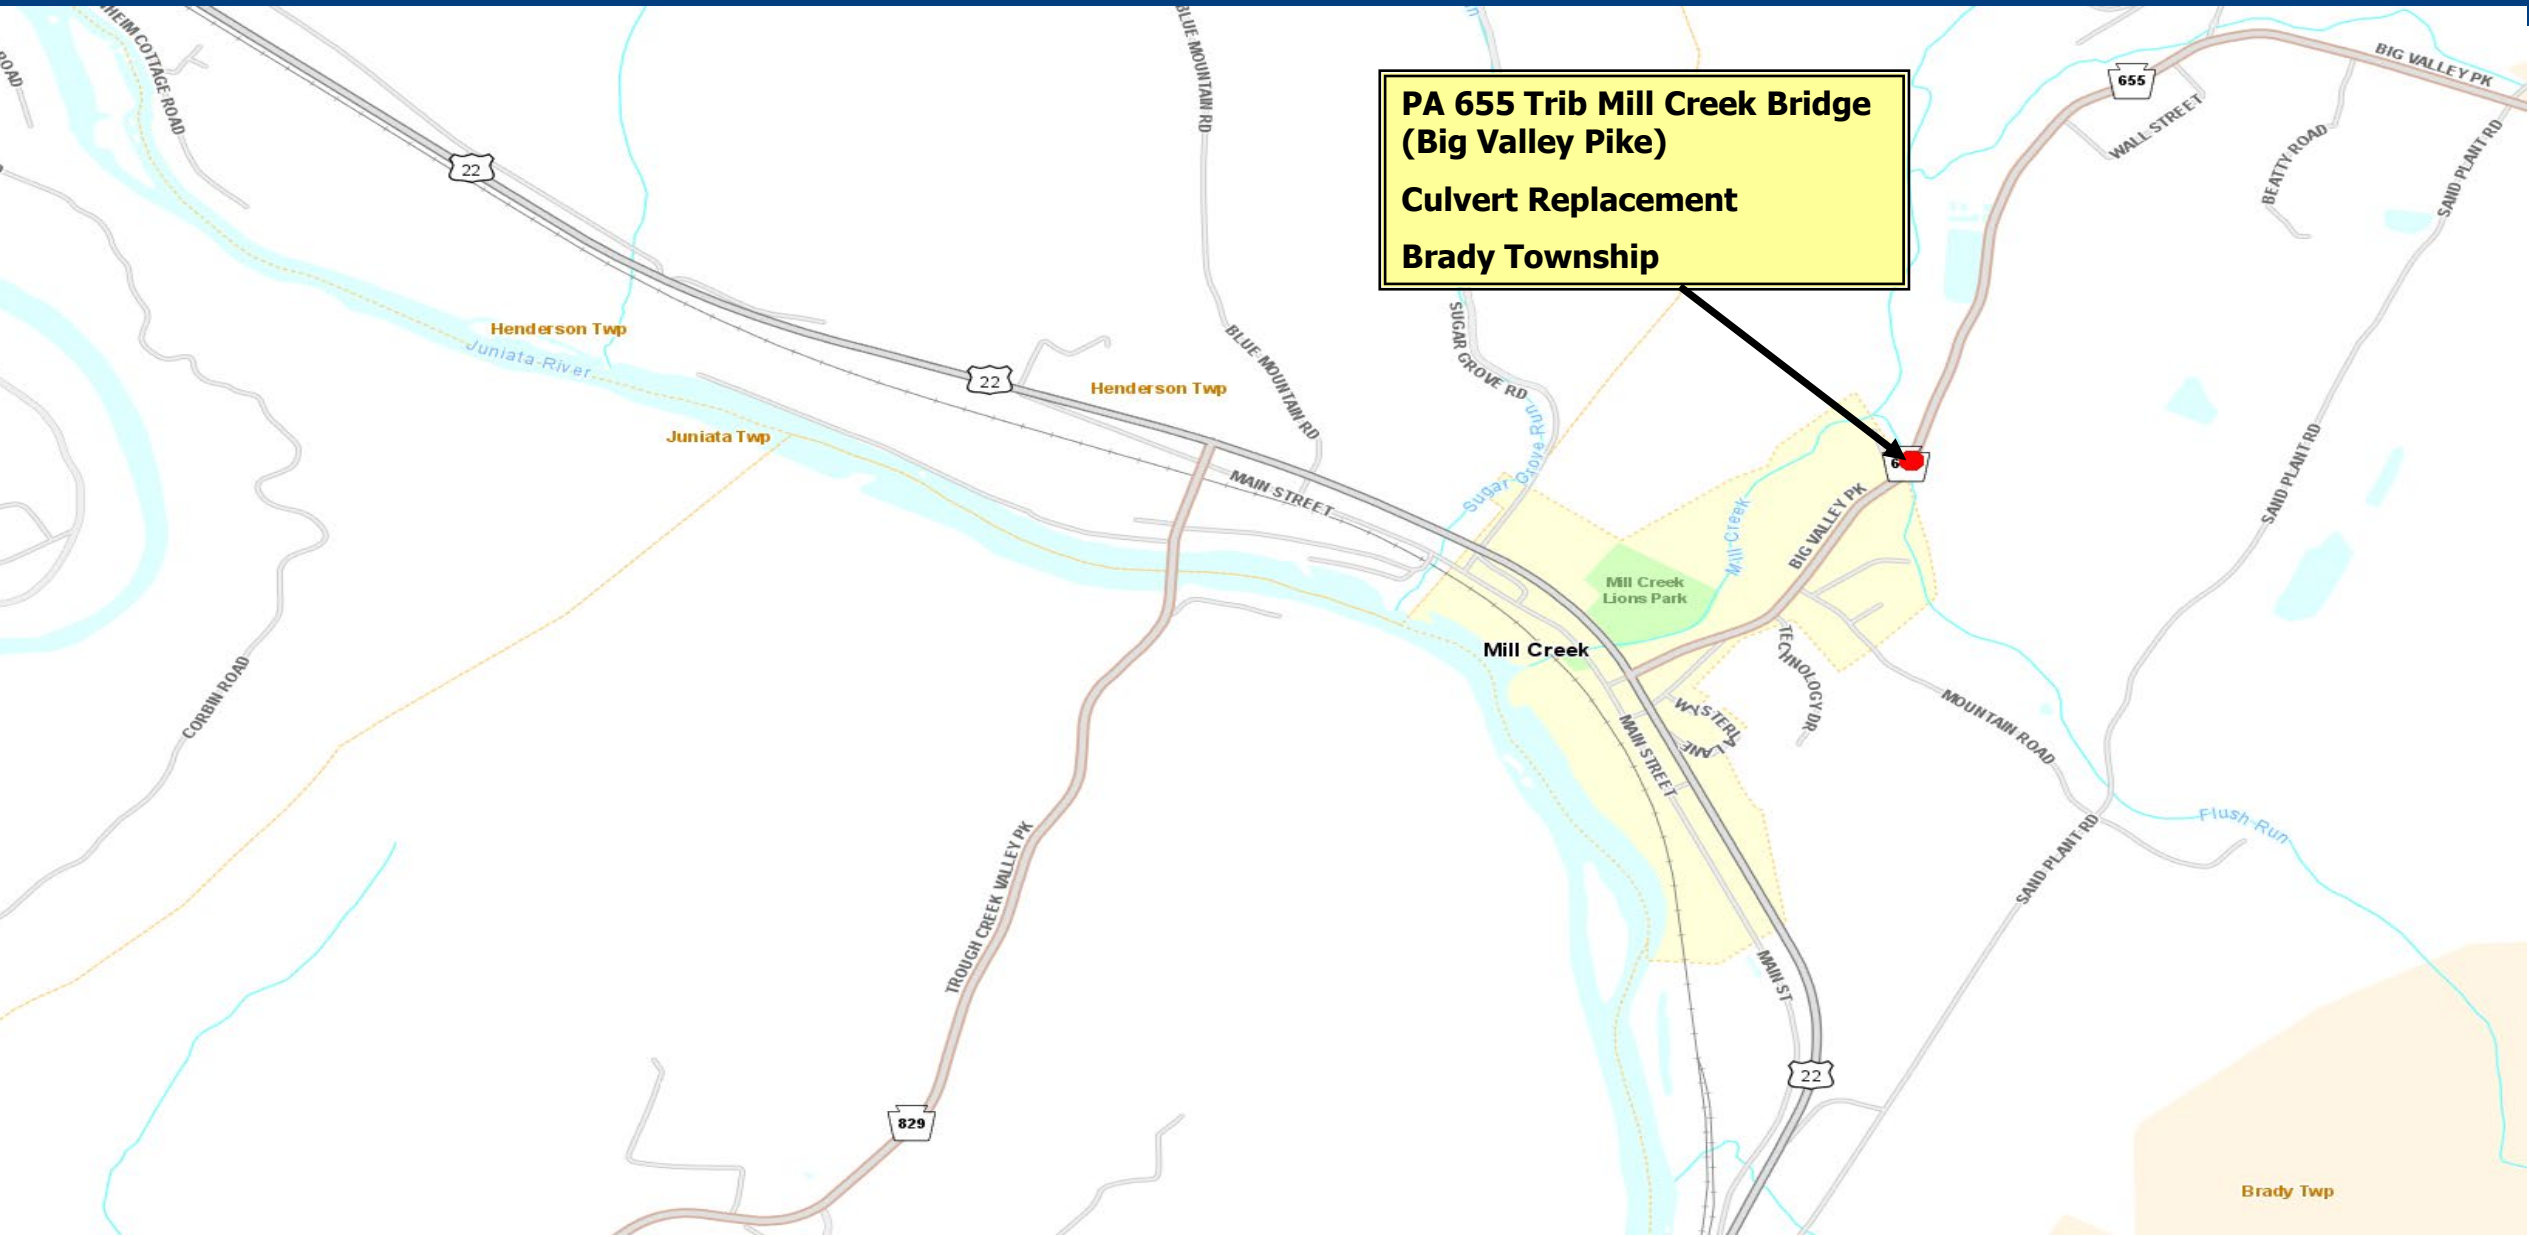 HEIM COTTAGE ROAD
ROAD
BLUE MOUNTAIN RD
BIG VALLEY PK
655
WALL STREET
BEATTY ROAD
SAND PLANT RD
PA 655 Trib Mill Creek Bridge
(Big Valley Pike)
Culvert Replacement
Brady Township
22
Henderson Twp
Juniata River
22
Henderson Twp
BLUE MOUNTAIN RD
SUGAR GROVE RD
Juniata Twp
MAIN STREET
Sugar Grove Run
Mill Creek
BIG VALLEY PK
SAND PLANT RD
Mill Creek
Lions Park
Mill Creek
TECHNOLOGY DR
WYSTERIA LANE
MAIN STREET
MOUNTAIN ROAD
CORBIN ROAD
Flush Run
SAND PLANT RD
TROUGH CREEK VALLEY PK
MAIN ST
22
829
Brady Twp